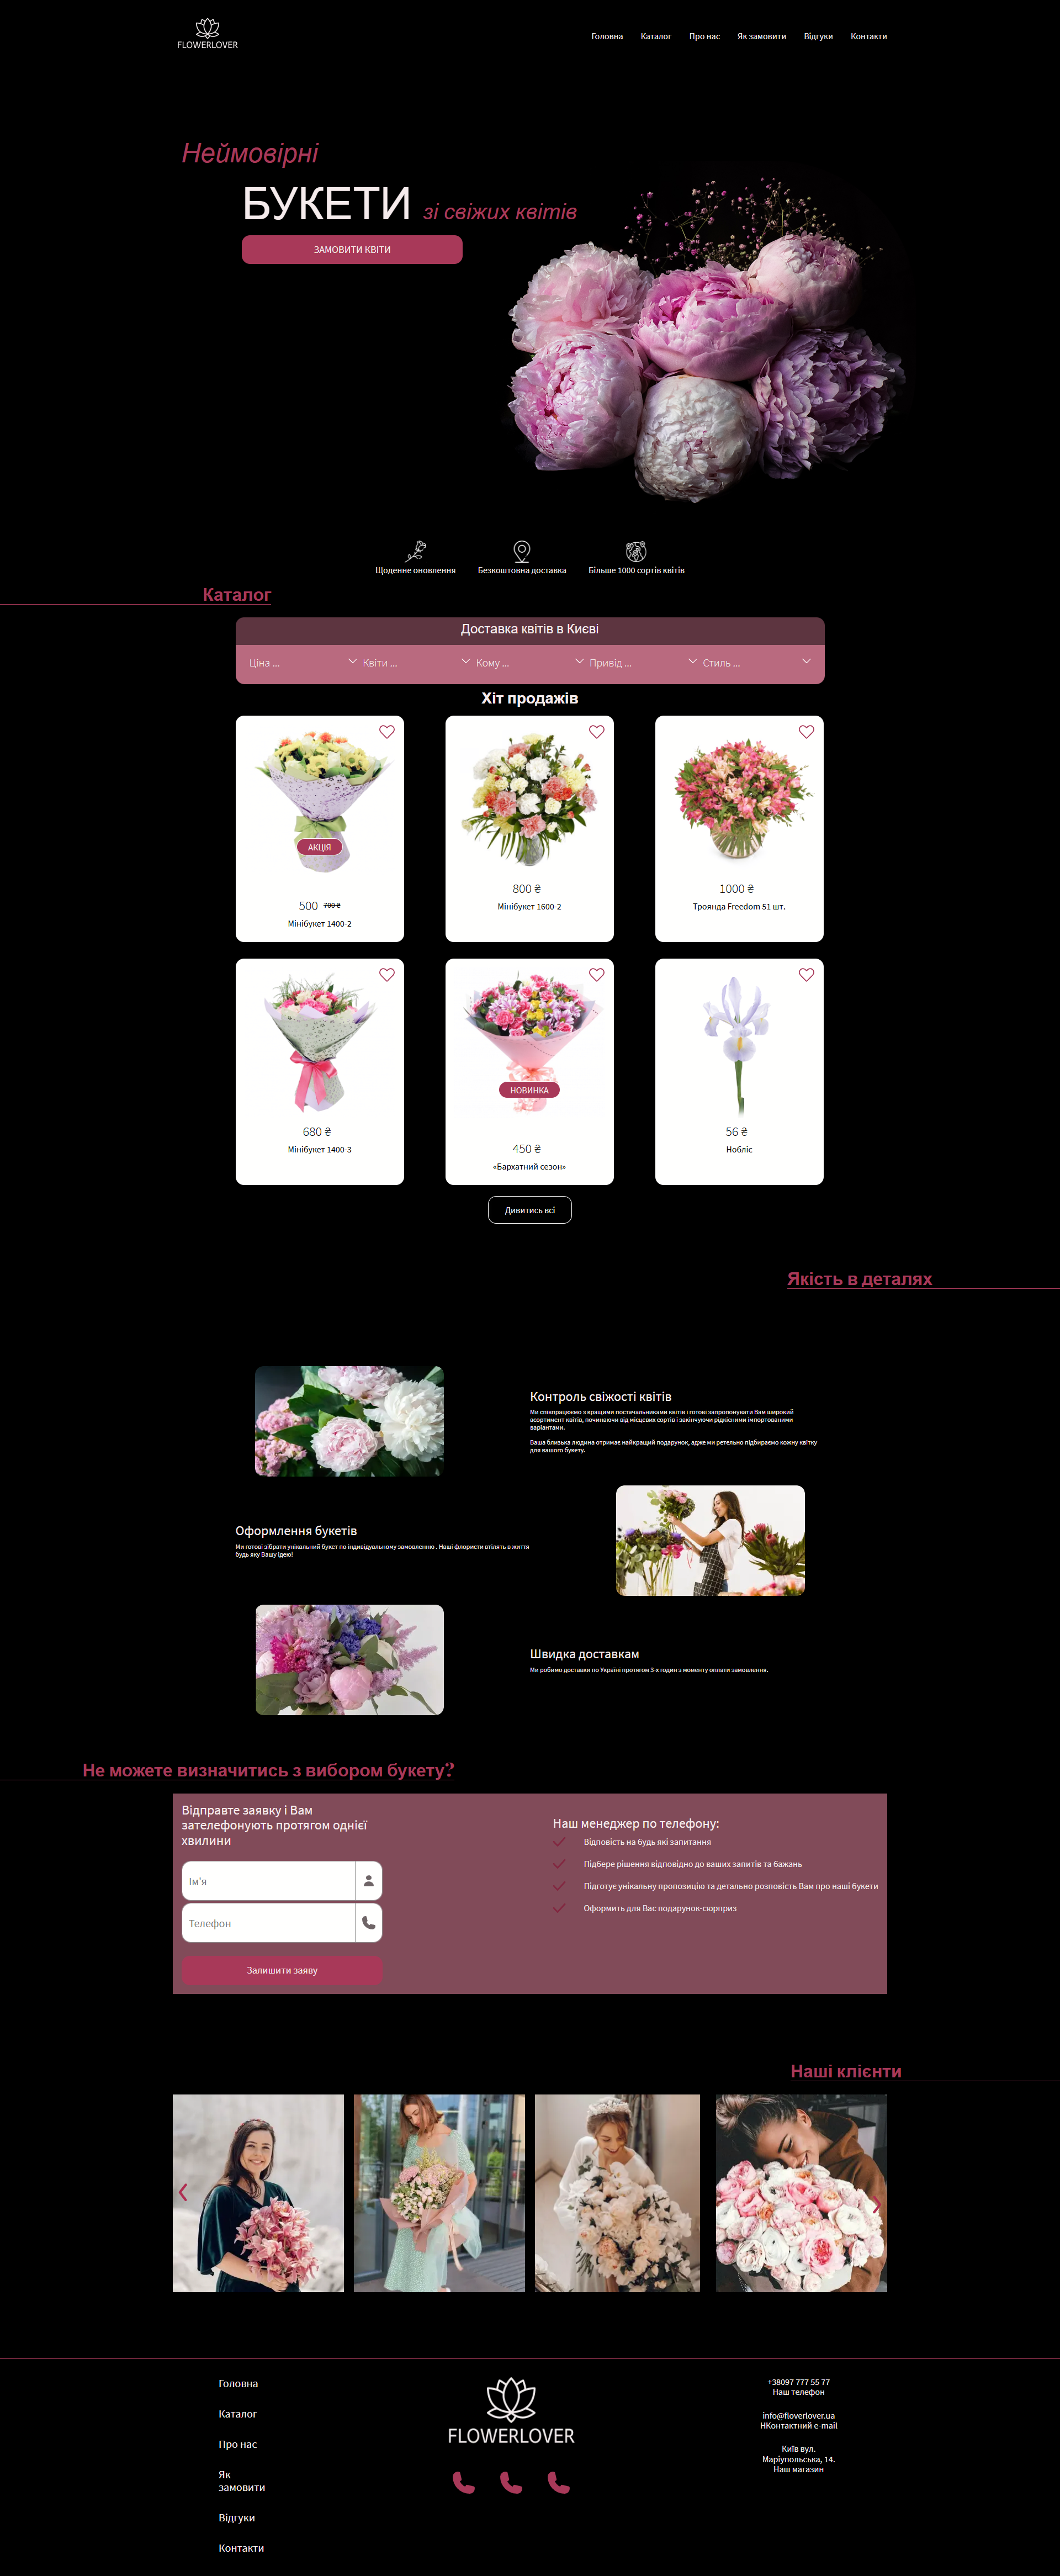 FLOWERLOVER
Головна Каталог Про нас Як замовити Відгуки Контакти
Неймовірні
БУКЕТИ зі свіжих квітів
ЗАМОВИТИ КВІТИ
Щоденне оновлення Безкоштовна доставка Більше 1000 сортів квітів
Каталог
Доставка квітів в Києві
Ціна ... Квіти ... Кому ... Привід ... Стиль ...
Хіт продажів
АКЦІЯ
500 700 ₴
Мінібукет 1400-2
800 ₴
Мінібукет 1600-2
1000 ₴
Троянда Freedom 51 шт.
680 ₴
Мінібукет 1400-3
НОВИНКА
450 ₴
«Бархатний сезон»
56 ₴
Нобліс
Дивитись всі
Якість в деталях
Контроль свіжості квітів
Ми співпрацюємо з кращими постачальниками квітів і готові запропонувати Вам широкий
асортимент квітів, починаючи від місцевих сортів і закінчуючи рідкісними імпортованими
варіантами.
Ваша близька людина отримає найкращий подарунок, адже ми ретельно підбираємо кожну квітку
для вашого букету.
Оформлення букетів
Ми готові зібрати унікальний букет по індивідуальному замовленню . Наші флористи втілять в життя
будь яку Вашу ідею!
Швидка доставкам
Ми робимо доставки по Україні протягом 3-х годин з моменту оплати замовлення.
Не можете визначитись з вибором букету?
Відправте заявку і Вам
зателефонують протягом однієї
хвилини
Ім'я
Телефон
Залишити заяву
Наш менеджер по телефону:
Відповість на будь які запитання
Підбере рішення відповідно до ваших запитів та бажань
Підготує унікальну пропозицію та детально розповість Вам про наші букети
Оформить для Вас подарунок-сюрприз
Наші клієнти
Головна
Каталог
Про нас
Як
замовити
Відгуки
Контакти
FLOWERLOVER
+38097 777 55 77
Наш телефон
info@floverlover.ua
НКонтактний e-mail
Київ вул.
Маріупольська, 14.
Наш магазин